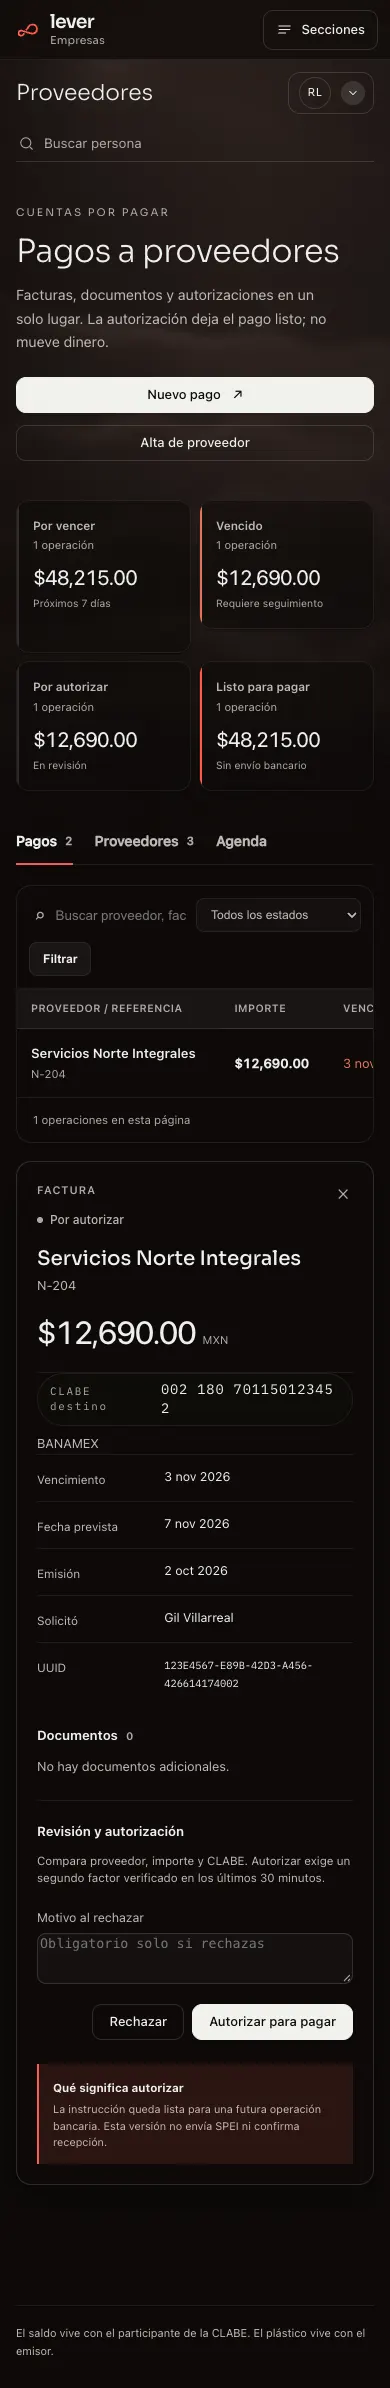 lever
Empresas
Secciones
Proveedores
RL
Buscar persona
CUENTAS POR PAGAR
Pagos a proveedores
Facturas, documentos y autorizaciones en un
solo lugar. La autorización deja el pago listo; no
mueve dinero.
Nuevo pago
Alta de proveedor
Por vencer
1 operación
$48,215.00
Próximos 7 días
Vencido
1 operación
$12,690.00
Requiere seguimiento
Por autorizar
1 operación
$12,690.00
En revisión
Listo para pagar
1 operación
$48,215.00
Sin envío bancario
Pagos 2 Proveedores 3 Agenda
Buscar proveedor, fac Todos los estados
Filtrar
PROVEEDOR / REFERENCIA IMPORTE VENC
Servicios Norte Integrales
N-204
$12,690.00
3 nov
1 operaciones en esta página
FACTURA
Por autorizar
Servicios Norte Integrales
N-204
$12,690.00 MXN
CLABE
destino
002 180 70115012345
2
BANAMEX
Vencimiento 3 nov 2026
Fecha prevista 7 nov 2026
Emisión 2 oct 2026
Solicitó Gil Villarreal
UUID 123E4567-E89B-42D3-A456-
426614174002
Documentos 0
No hay documentos adicionales.
Revisión y autorización
Compara proveedor, importe y CLABE. Autorizar exige un
segundo factor verificado en los últimos 30 minutos.
Motivo al rechazar
Obligatorio solo si rechazas
Rechazar Autorizar para pagar
Qué significa autorizar
La instrucción queda lista para una futura operación
bancaria. Esta versión no envía SPEI ni confirma
recepción.
El saldo vive con el participante de la CLABE. El plástico vive con el
emisor.